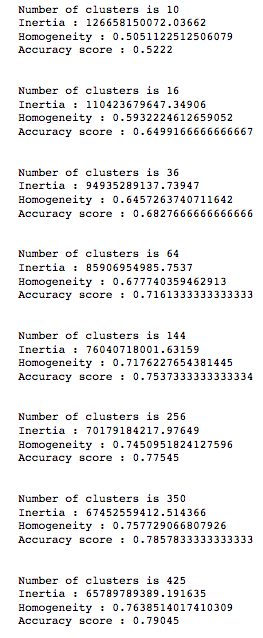 Number of clusters is 10
Inertia : 126658150072.03662
Homogeneity : 0.5051122512506079
Accuracy score : 0.5222
Number of clusters is 16
Inertia : 110423679647.34906
Homogeneity : 0.5932224612659052
Accuracy score : 0.6499166666666667
Number of clusters is 36
Inertia : 94935289137.73947
Homogeneity : 0.6457263740711642
Accuracy score : 0.6827666666666666
Number of clusters is 64
Inertia : 85906954985.7537
Homogeneity : 0.677740359462913
Accuracy score : 0.7161333333333333
Number of clusters is 144
Inertia : 76040718001.63159
Homogeneity : 0.7176227654381445
Accuracy score : 0.7537333333333334
Number of clusters is 256
Inertia : 70179184217.97649
Homogeneity : 0.7450951824127596
Accuracy score : 0.77545
Number of clusters is 350
Inertia : 67452559412.514366
Homogeneity : 0.757729066807926
Accuracy score : 0.7857833333333333
Number of clusters is 425
Inertia : 65789789389.191635
Homogeneity : 0.7638514017410309
Accuracy score : 0.79045